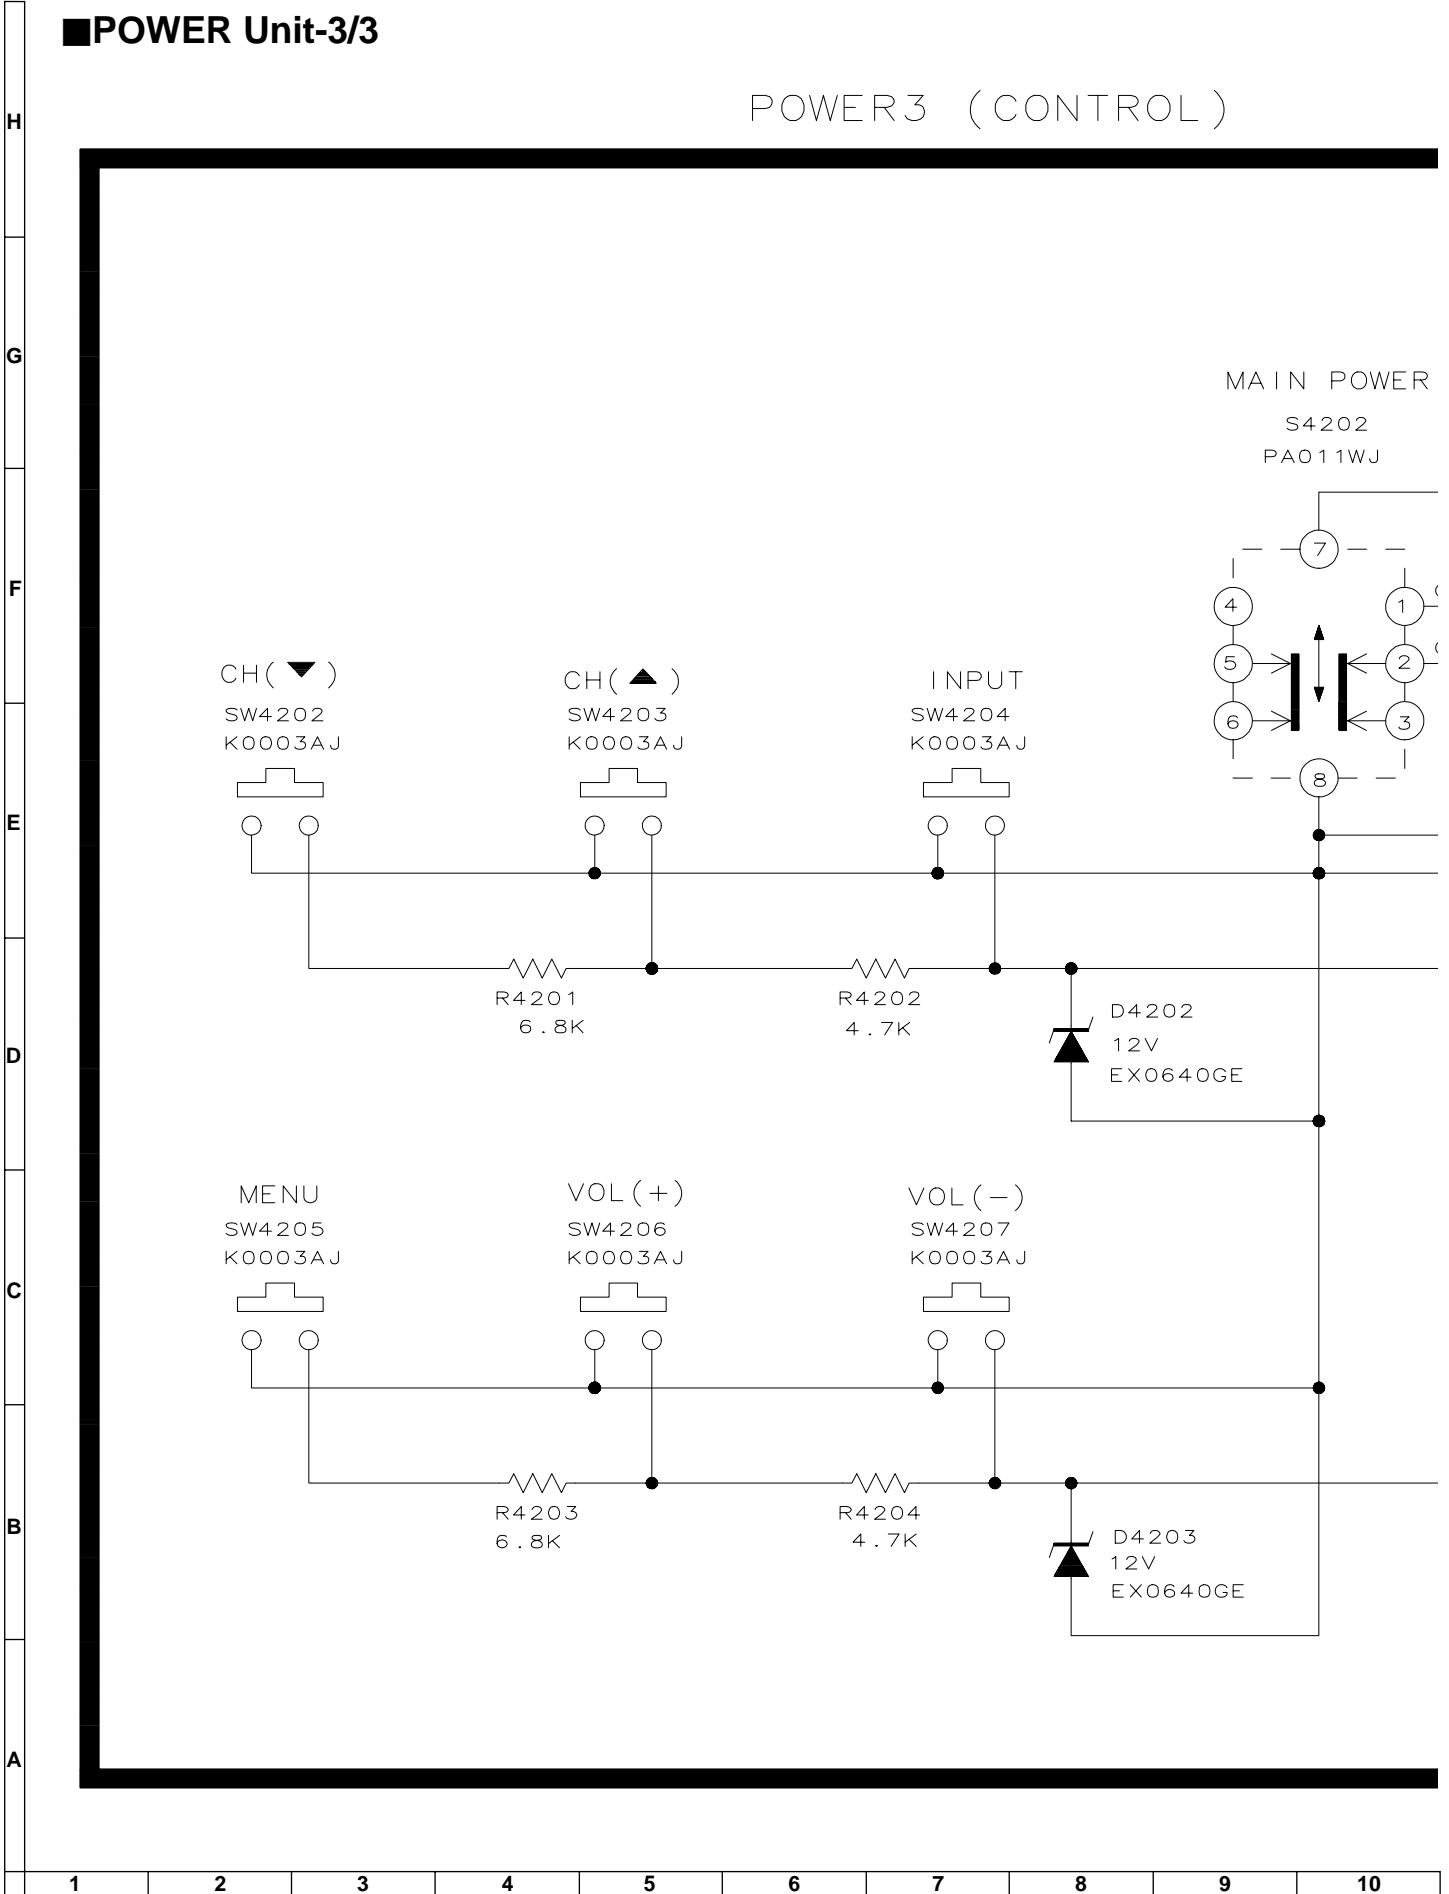 ■POWER Unit-3/3
POWER3 (CONTROL)
H
G
F
E
D
C
B
A
MAIN POWER
S4202
PA011WJ
7
4
1
5
2
6
3
8
CH(▼)
SW4202
K0003AJ
CH(▲)
SW4203
K0003AJ
INPUT
SW4204
K0003AJ
R4201
6.8K
R4202
4.7K
D4202
12V
EX0640GE
MENU
SW4205
K0003AJ
VOL(+)
SW4206
K0003AJ
VOL(-)
SW4207
K0003AJ
R4203
6.8K
R4204
4.7K
D4203
12V
EX0640GE
1 2 3 4 5 6 7 8 9 10